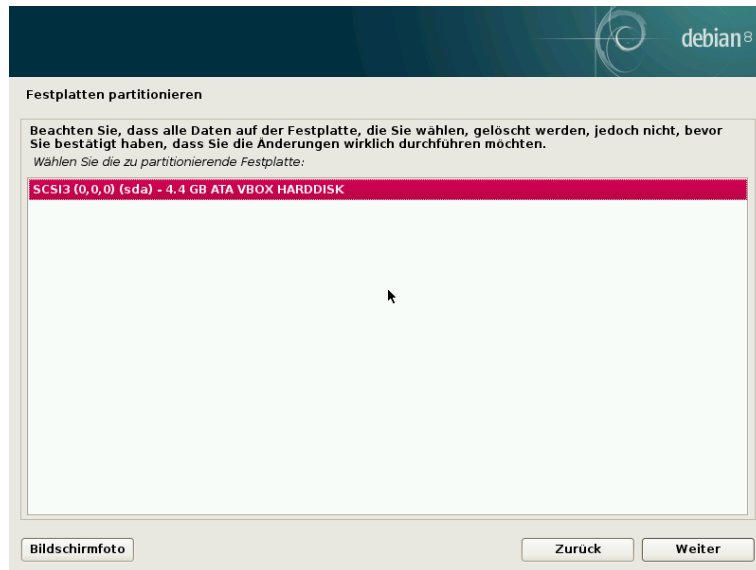 debian 8
Festplatten partitionieren
Beachten Sie, dass alle Daten auf der Festplatte, die Sie wählen, gelöscht werden, jedoch nicht, bevor
Sie bestätigt haben, dass Sie die Änderungen wirklich durchführen möchten.
Wählen Sie die zu partitionierende Festplatte:
SCSI3 (0,0,0) (sda) - 4.4 GB ATA VBOX HARDDISK
Bildschirmfoto
Zurück
Weiter